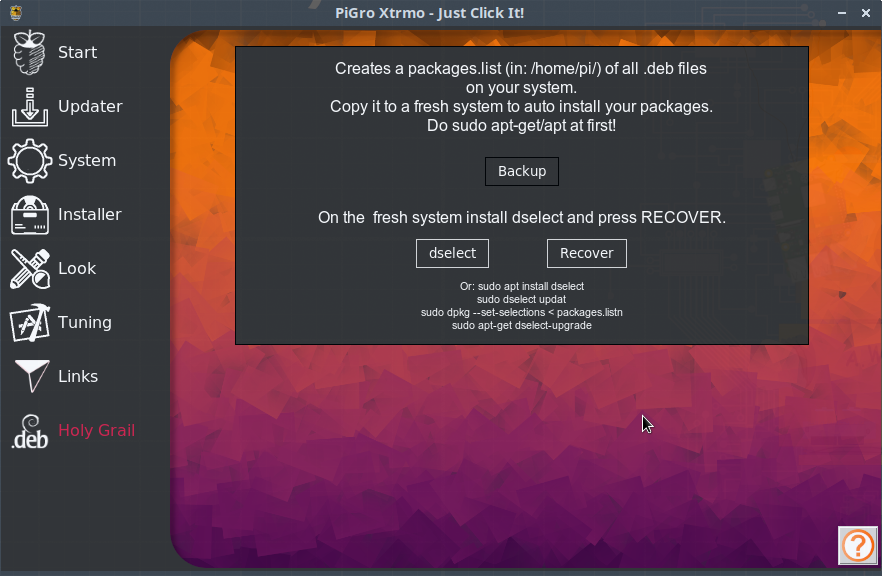 PiGro Xtrmo - Just Click It!
Start
Updater
System
Installer
Look
Tuning
Links
.deb
Holy Grail
Creates a packages.list (in: /home/pi/) of all .deb files
on your system.
Copy it to a fresh system to auto install your packages.
Do sudo apt-get/apt at first!
Backup
On the  fresh system install dselect and press RECOVER.
dselect
Recover
Or: sudo apt install dselect
sudo dselect updat
sudo dpkg --set-selections < packages.listn
sudo apt-get dselect-upgrade
?